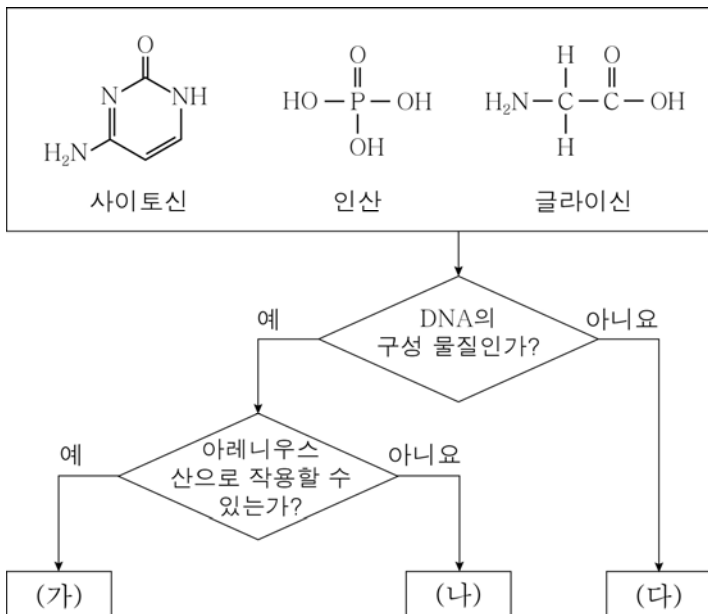 O
N
NH
H₂N
사이토신
O
HO－P－OH
OH
인산
H O
H₂N－C－C－OH
H
글라이신
DNA의
구성 물질인가?
예
아니요
아레니우스
산으로 작용할 수
있는가?
예
아니요
(가)
(나)
(다)